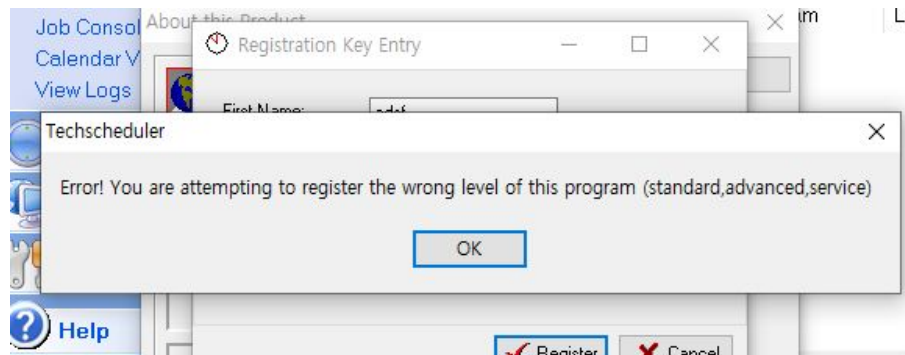 Job Consol
Calendar V
View Logs
About this Product
Registration Key Entry
First Name:
Techscheduler
Error! You are attempting to register the wrong level of this program (standard,advanced,service)
OK
Help
Register
Cancel